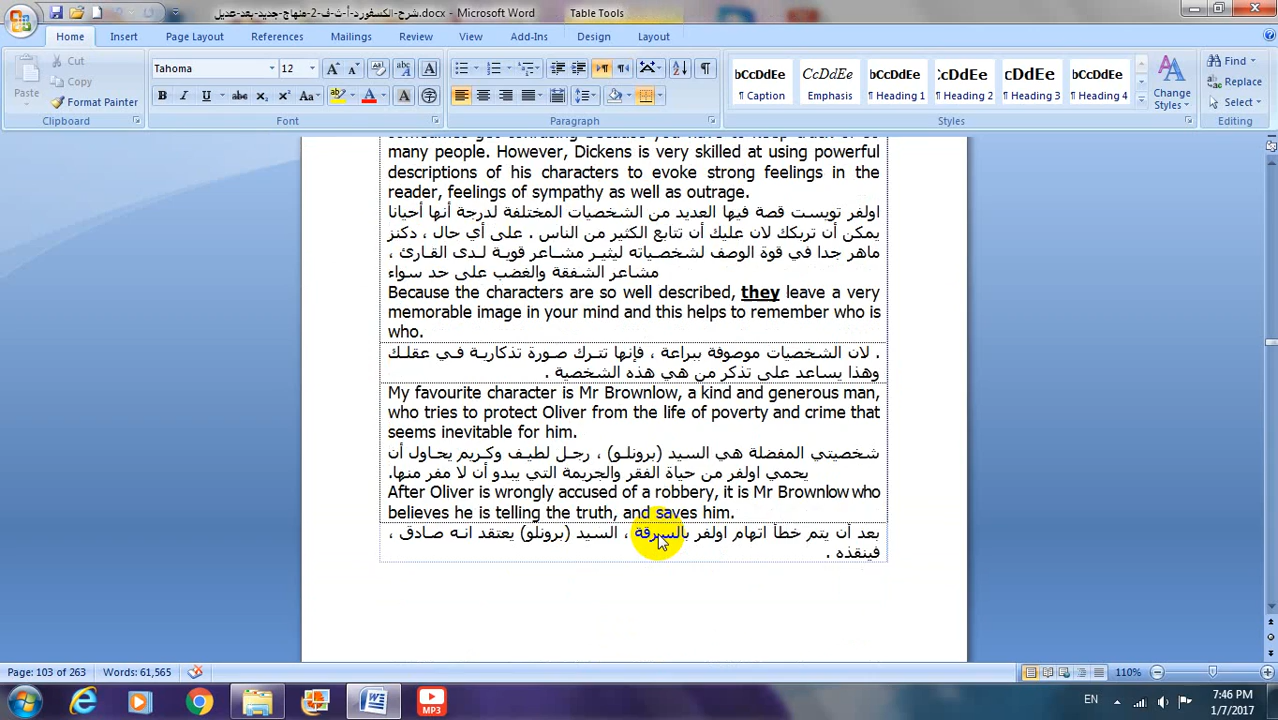 شرح-الكسفورد-أ-ث-ف-2-منهاج-جديد-بعد-عديل.docx - Microsoft Word
Table Tools
Home Insert Page Layout References Mailings Review View Add-Ins Design Layout
Paste
Cut
Copy
Format Painter
Clipboard
Tahoma 12
Font
Paragraph
¶ Caption
Emphasis
¶ Heading 1
¶ Heading 2
¶ Heading 3
¶ Heading 4
Change Styles
Styles
Find
Replace
Select
Editing
many people. However, Dickens is very skilled at using powerful
descriptions of his characters to evoke strong feelings in the
reader, feelings of sympathy as well as outrage.
اولفر تويست قصة فيها العديد من الشخصيات المختلفة لدرجة أنها أحيانا
يمكن أن تربكك لان عليك أن تتابع الكثير من الناس . على أي حال ، دكنز
ماهر جدا في قوة الوصف لشخصياته ليثير مشاعر قوية لدى القارئ ،
مشاعر الشفقة والغضب على حد سواء
Because the characters are so well described, they leave a very
memorable image in your mind and this helps to remember who is
who.
. لان الشخصيات موصوفة ببراعة ، فإنها تترك صورة تذكارية في عقلك
وهذا يساعد على تذكر من هي هذه الشخصية .
My favourite character is Mr Brownlow, a kind and generous man,
who tries to protect Oliver from the life of poverty and crime that
seems inevitable for him.
شخصيتي المفضلة هي السيد (برونلو) ، رجل لطيف وكريم يحاول أن
يحمي اولفر من حياة الفقر والجريمة التي يبدو أن لا مفر منها.
After Oliver is wrongly accused of a robbery, it is Mr Brownlow who
believes he is telling the truth, and saves him.
بعد أن يتم خطأ اتهام اولفر بالسرقة ، السيد (برونلو) يعتقد انه صادق ،
فينقذه .
Page: 103 of 263 Words: 61,565 110%
MP3
EN
7:46 PM
1/7/2017